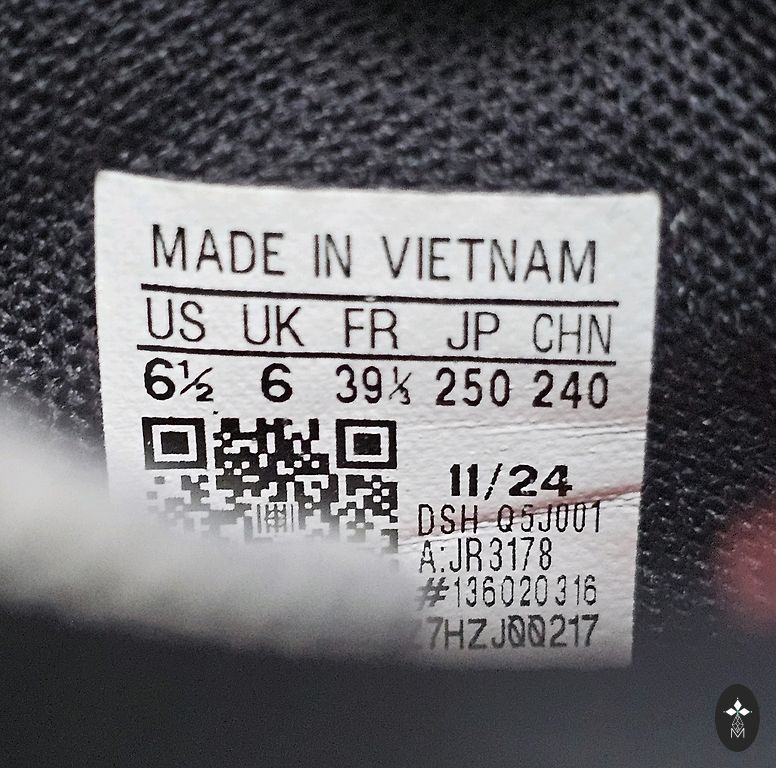 MADE IN VIETNAM
US UK FR JP CHN
6½ 6 39⅓ 250 240
11/24
DSH Q5J001
A:JR3178
#136020316
7HZJ00217
M